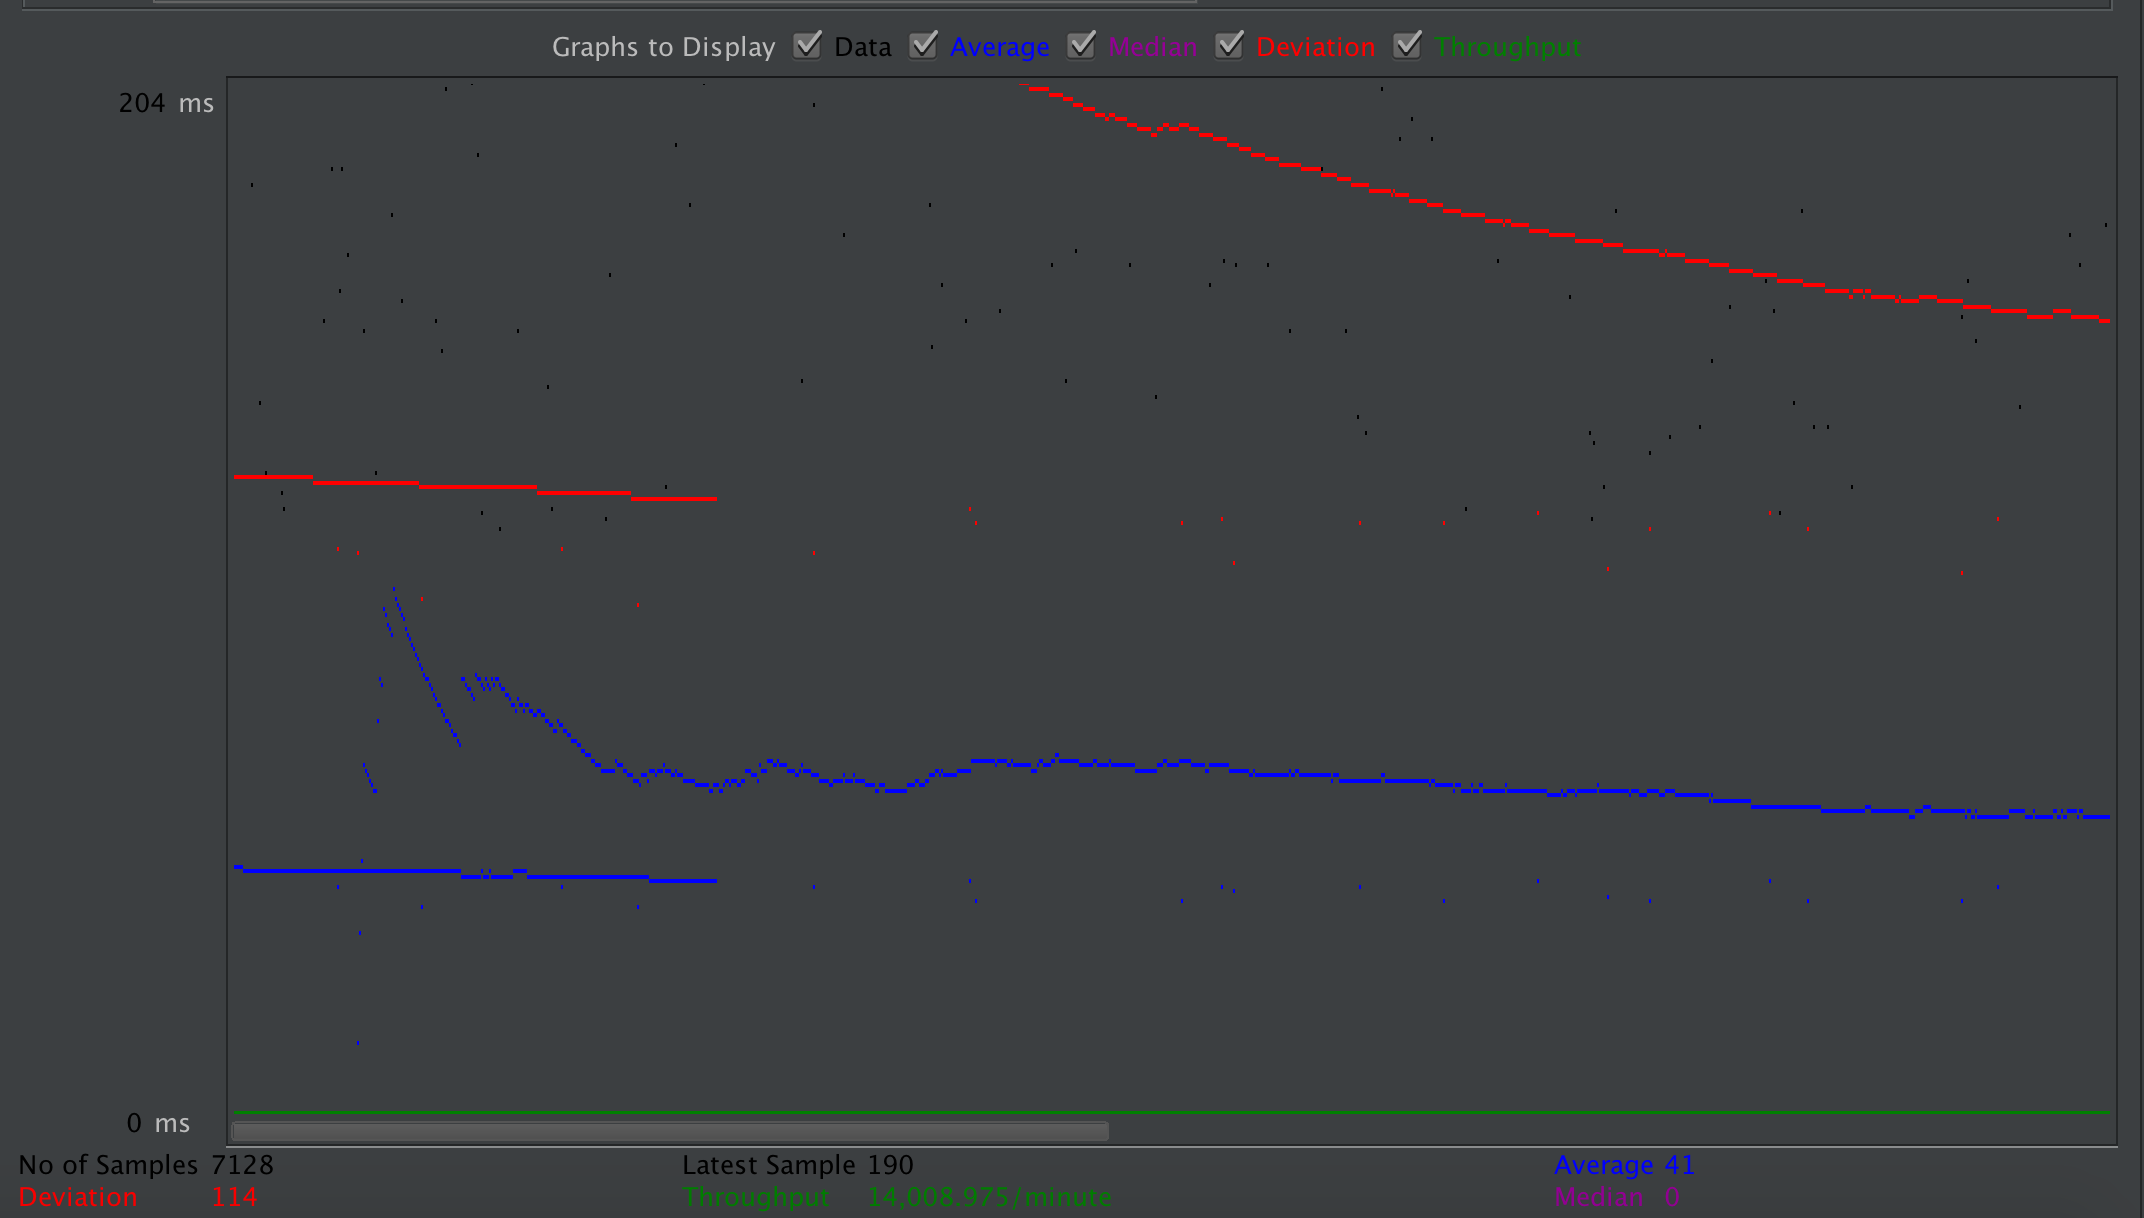 Graphs to Display Data Average Median Deviation Throughput
204 ms
0 ms
No of Samples 7128 Latest Sample 190 Average 41
Deviation 114 Throughput 14,008.975/minute Median 0